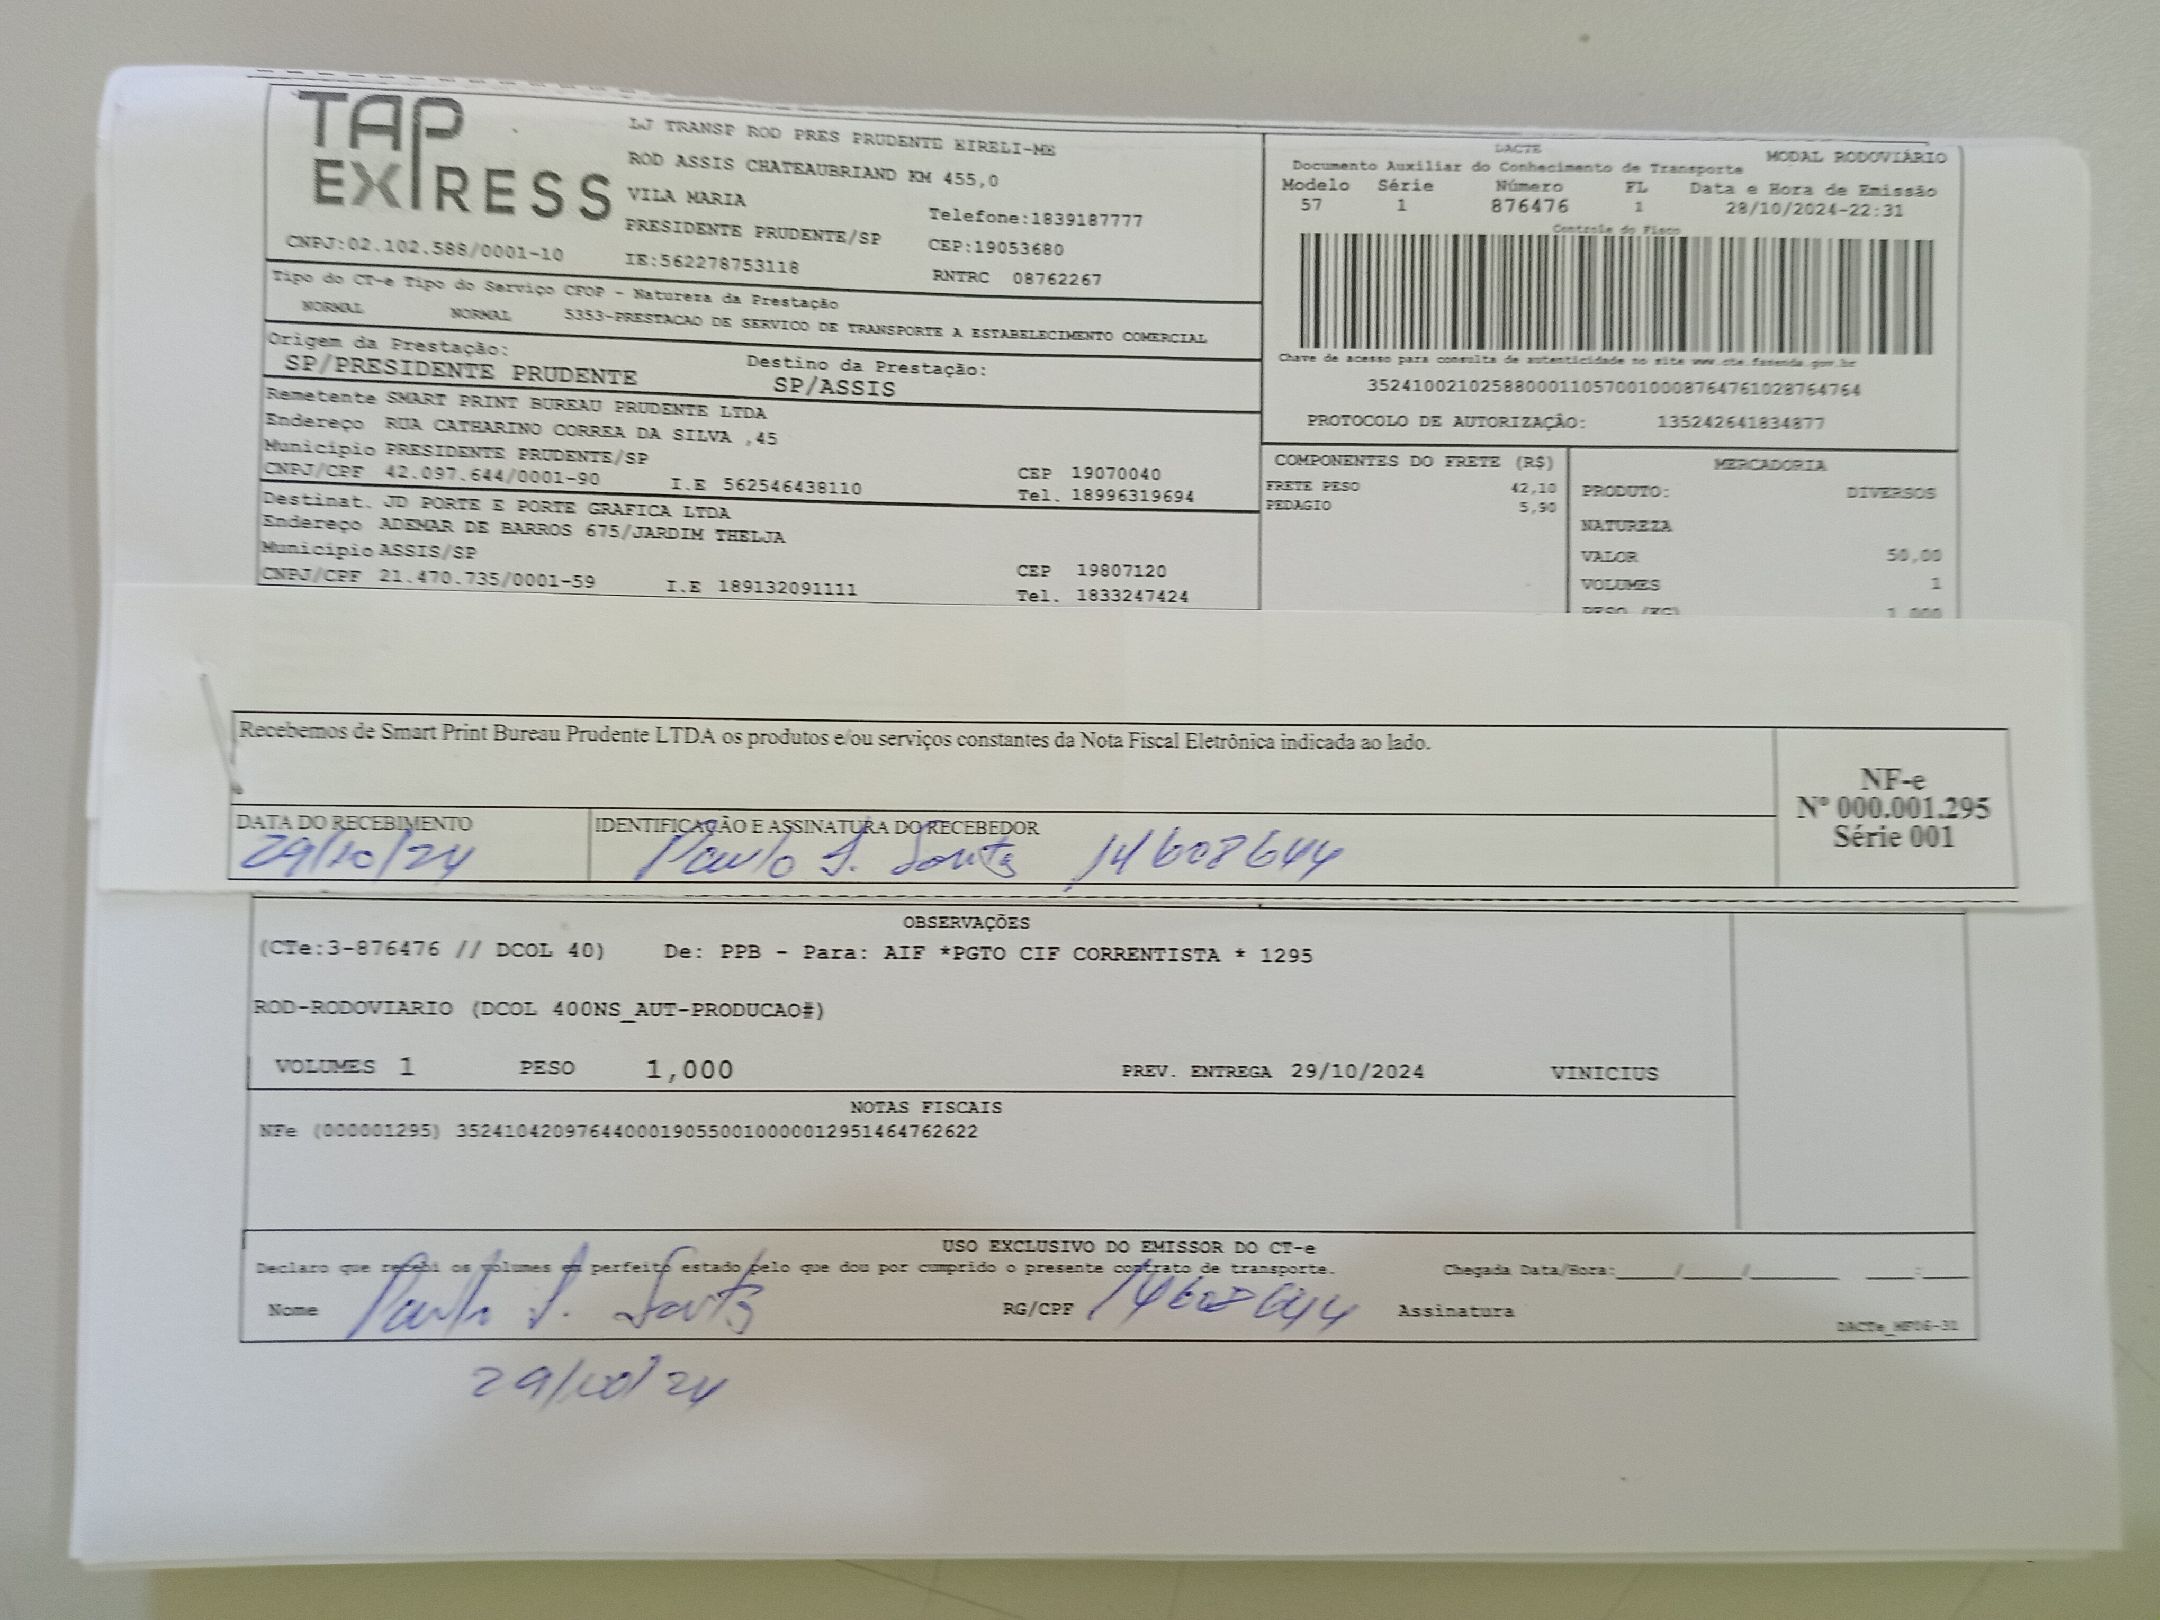 TAP
EXPRESS
LJ TRANSP ROD PRES PRUDENTE EIRELI-ME
ROD ASSIS CHATEAUBRIAND KM 455,0
VILA MARIA
Telefone:1839187777
PRESIDENTE PRUDENTE/SP
CEP:19053680
CNPJ:02.102.588/0001-10
IE:562278753118
RNTRC 08762267
DACTE
MODAL RODOVIÁRIO
Documento Auxiliar do Conhecimento de Transporte
Modelo Série Número FL Data e Hora de Emissão
57 1 876476 1 28/10/2024-22:31
Controle do Fisco
Chave de acesso para consulta de autenticidade no site www.cte.fazenda.gov.br
35241002102588000110570010008764761028764764
PROTOCOLO DE AUTORIZAÇÃO: 135242641834877
Tipo do CT-e Tipo do Serviço CFOP - Natureza da Prestação
NORMAL NORMAL 5353-PRESTACAO DE SERVICO DE TRANSPORTE A ESTABELECIMENTO COMERCIAL
Origem da Prestação: Destino da Prestação:
SP/PRESIDENTE PRUDENTE SP/ASSIS
Remetente SMART PRINT BUREAU PRUDENTE LTDA
Endereço RUA CATHARINO CORREA DA SILVA ,45
Municipio PRESIDENTE PRUDENTE/SP CEP 19070040
CNPJ/CPF 42.097.644/0001-90 I.E 562546438110 Tel. 18996319694
Destinat. JD PORTE E PORTE GRAFICA LTDA
Endereço ADEMAR DE BARROS 675/JARDIM THELJA
Municipio ASSIS/SP CEP 19807120
CNPJ/CPF 21.470.735/0001-59 I.E 189132091111 Tel. 1833247424
COMPONENTES DO FRETE (R$)
FRETE PESO 42,10
PEDAGIO 5,90
MERCADORIA
PRODUTO: DIVERSOS
NATUREZA
VALOR 50,00
VOLUMES 1
PESO (KG) 1,000
Recebemos de Smart Print Bureau Prudente LTDA os produtos e/ou serviços constantes da Nota Fiscal Eletrônica indicada ao lado.
NF-e
Nº 000.001.295
Série 001
DATA DO RECEBIMENTO IDENTIFICAÇÃO E ASSINATURA DO RECEBEDOR
29/10/24 Paulo S. 14608644
OBSERVAÇÕES
(CTe:3-876476 // DCOL 40) De: PPB - Para: AIF *PGTO CIF CORRENTISTA * 1295
ROD-RODOVIARIO (DCOL 400NS_AUT-PRODUCAO#)
VOLUMES 1 PESO 1,000 PREV. ENTREGA 29/10/2024 VINICIUS
NOTAS FISCAIS
NFe (000001295) 35241042097644000190550010000012951464762622
USO EXCLUSIVO DO EMISSOR DO CT-e
Declaro que recebi os volumes em perfeito estado pelo que dou por cumprido o presente contrato de transporte. Chegada Data/Hora:____/____/______ ___:___
Nome Paulo S. RG/CPF 14608644 Assinatura
DACTe_MF06-31
29/10/24